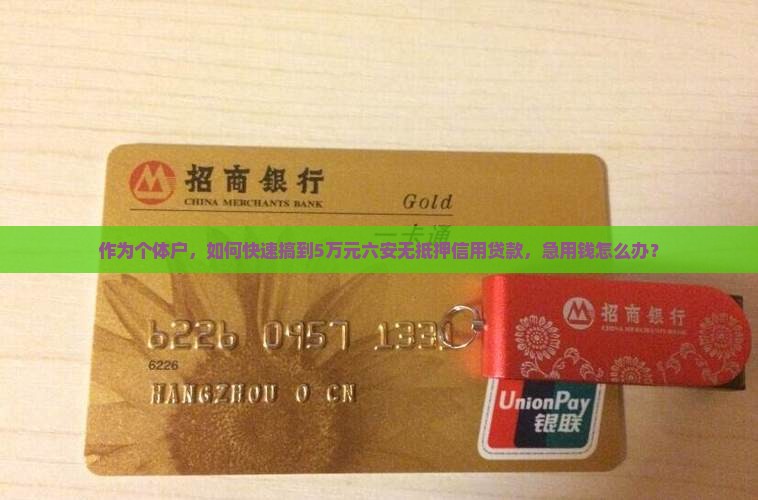 招商银行
CHINA MERCHANTS BANK
Gold
一卡通
作为个体户，如何快速搞到5万元六安无抵押信用贷款，急用钱怎么办？
招商银行
CHINA MERCHANTS BANK
6226 0957 1331
6226
HANGZHOU 0 CN
UnionPay
银联